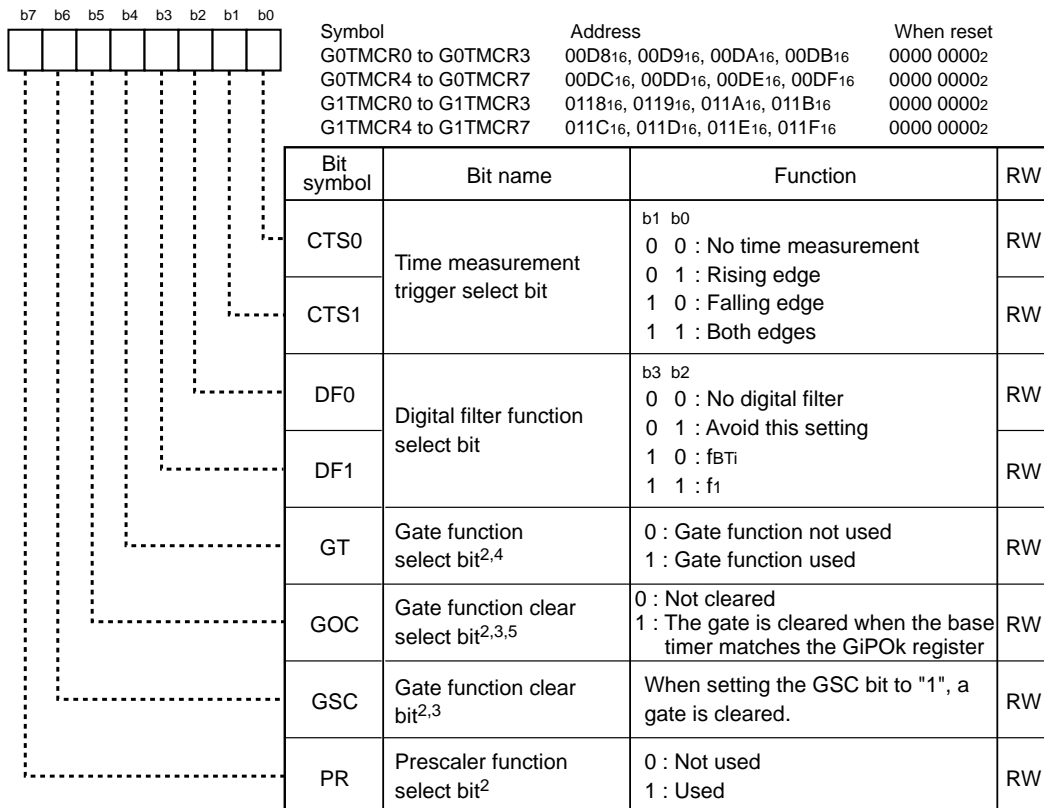 b7 b6 b5 b4 b3 b2 b1 b0
Symbol Address When reset
G0TMCR0 to G0TMCR3 00D816, 00D916, 00DA16, 00DB16 0000 00002
G0TMCR4 to G0TMCR7 00DC16, 00DD16, 00DE16, 00DF16 0000 00002
G1TMCR0 to G1TMCR3 011816, 011916, 011A16, 011B16 0000 00002
G1TMCR4 to G1TMCR7 011C16, 011D16, 011E16, 011F16 0000 00002
Bit symbol Bit name Function RW
CTS0
CTS1
Time measurement
trigger select bit
b1 b0
0 0 : No time measurement
0 1 : Rising edge
1 0 : Falling edge
1 1 : Both edges
RW
RW
DF0
DF1
Digital filter function
select bit
b3 b2
0 0 : No digital filter
0 1 : Avoid this setting
1 0 : fBTi
1 1 : f1
RW
RW
GT
Gate function
select bit2,4
0 : Gate function not used
1 : Gate function used
RW
GOC
Gate function clear
select bit2,3,5
0 : Not cleared
1 : The gate is cleared when the base
timer matches the GiPOk register
RW
GSC
Gate function clear
bit2,3
When setting the GSC bit to "1", a
gate is cleared.
RW
PR
Prescaler function
select bit2
0 : Not used
1 : Used
RW